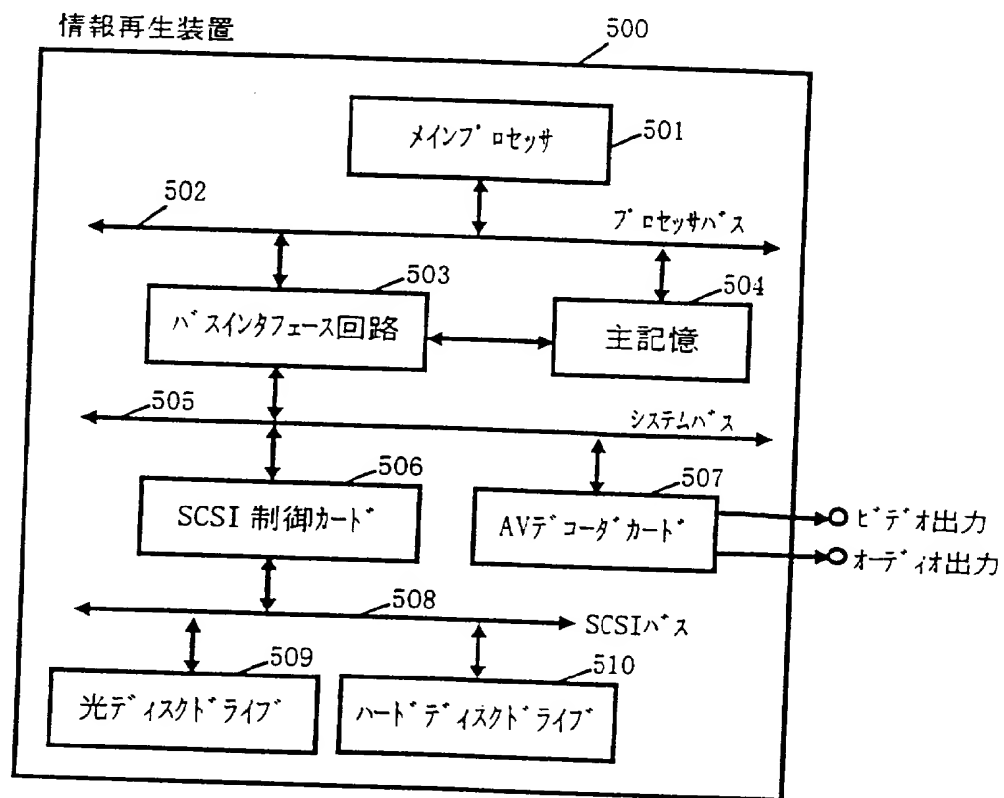 情報再生装置
500
メインプロセッサ
501
502
プロセッサバス
503
バスインタフェース回路
504
主記憶
505
システムバス
506
SCSI 制御カード
507
AVデコーダカード
ビデオ出力
オーディオ出力
508
SCSIバス
509
光ディスクドライブ
510
ハードディスクドライブ